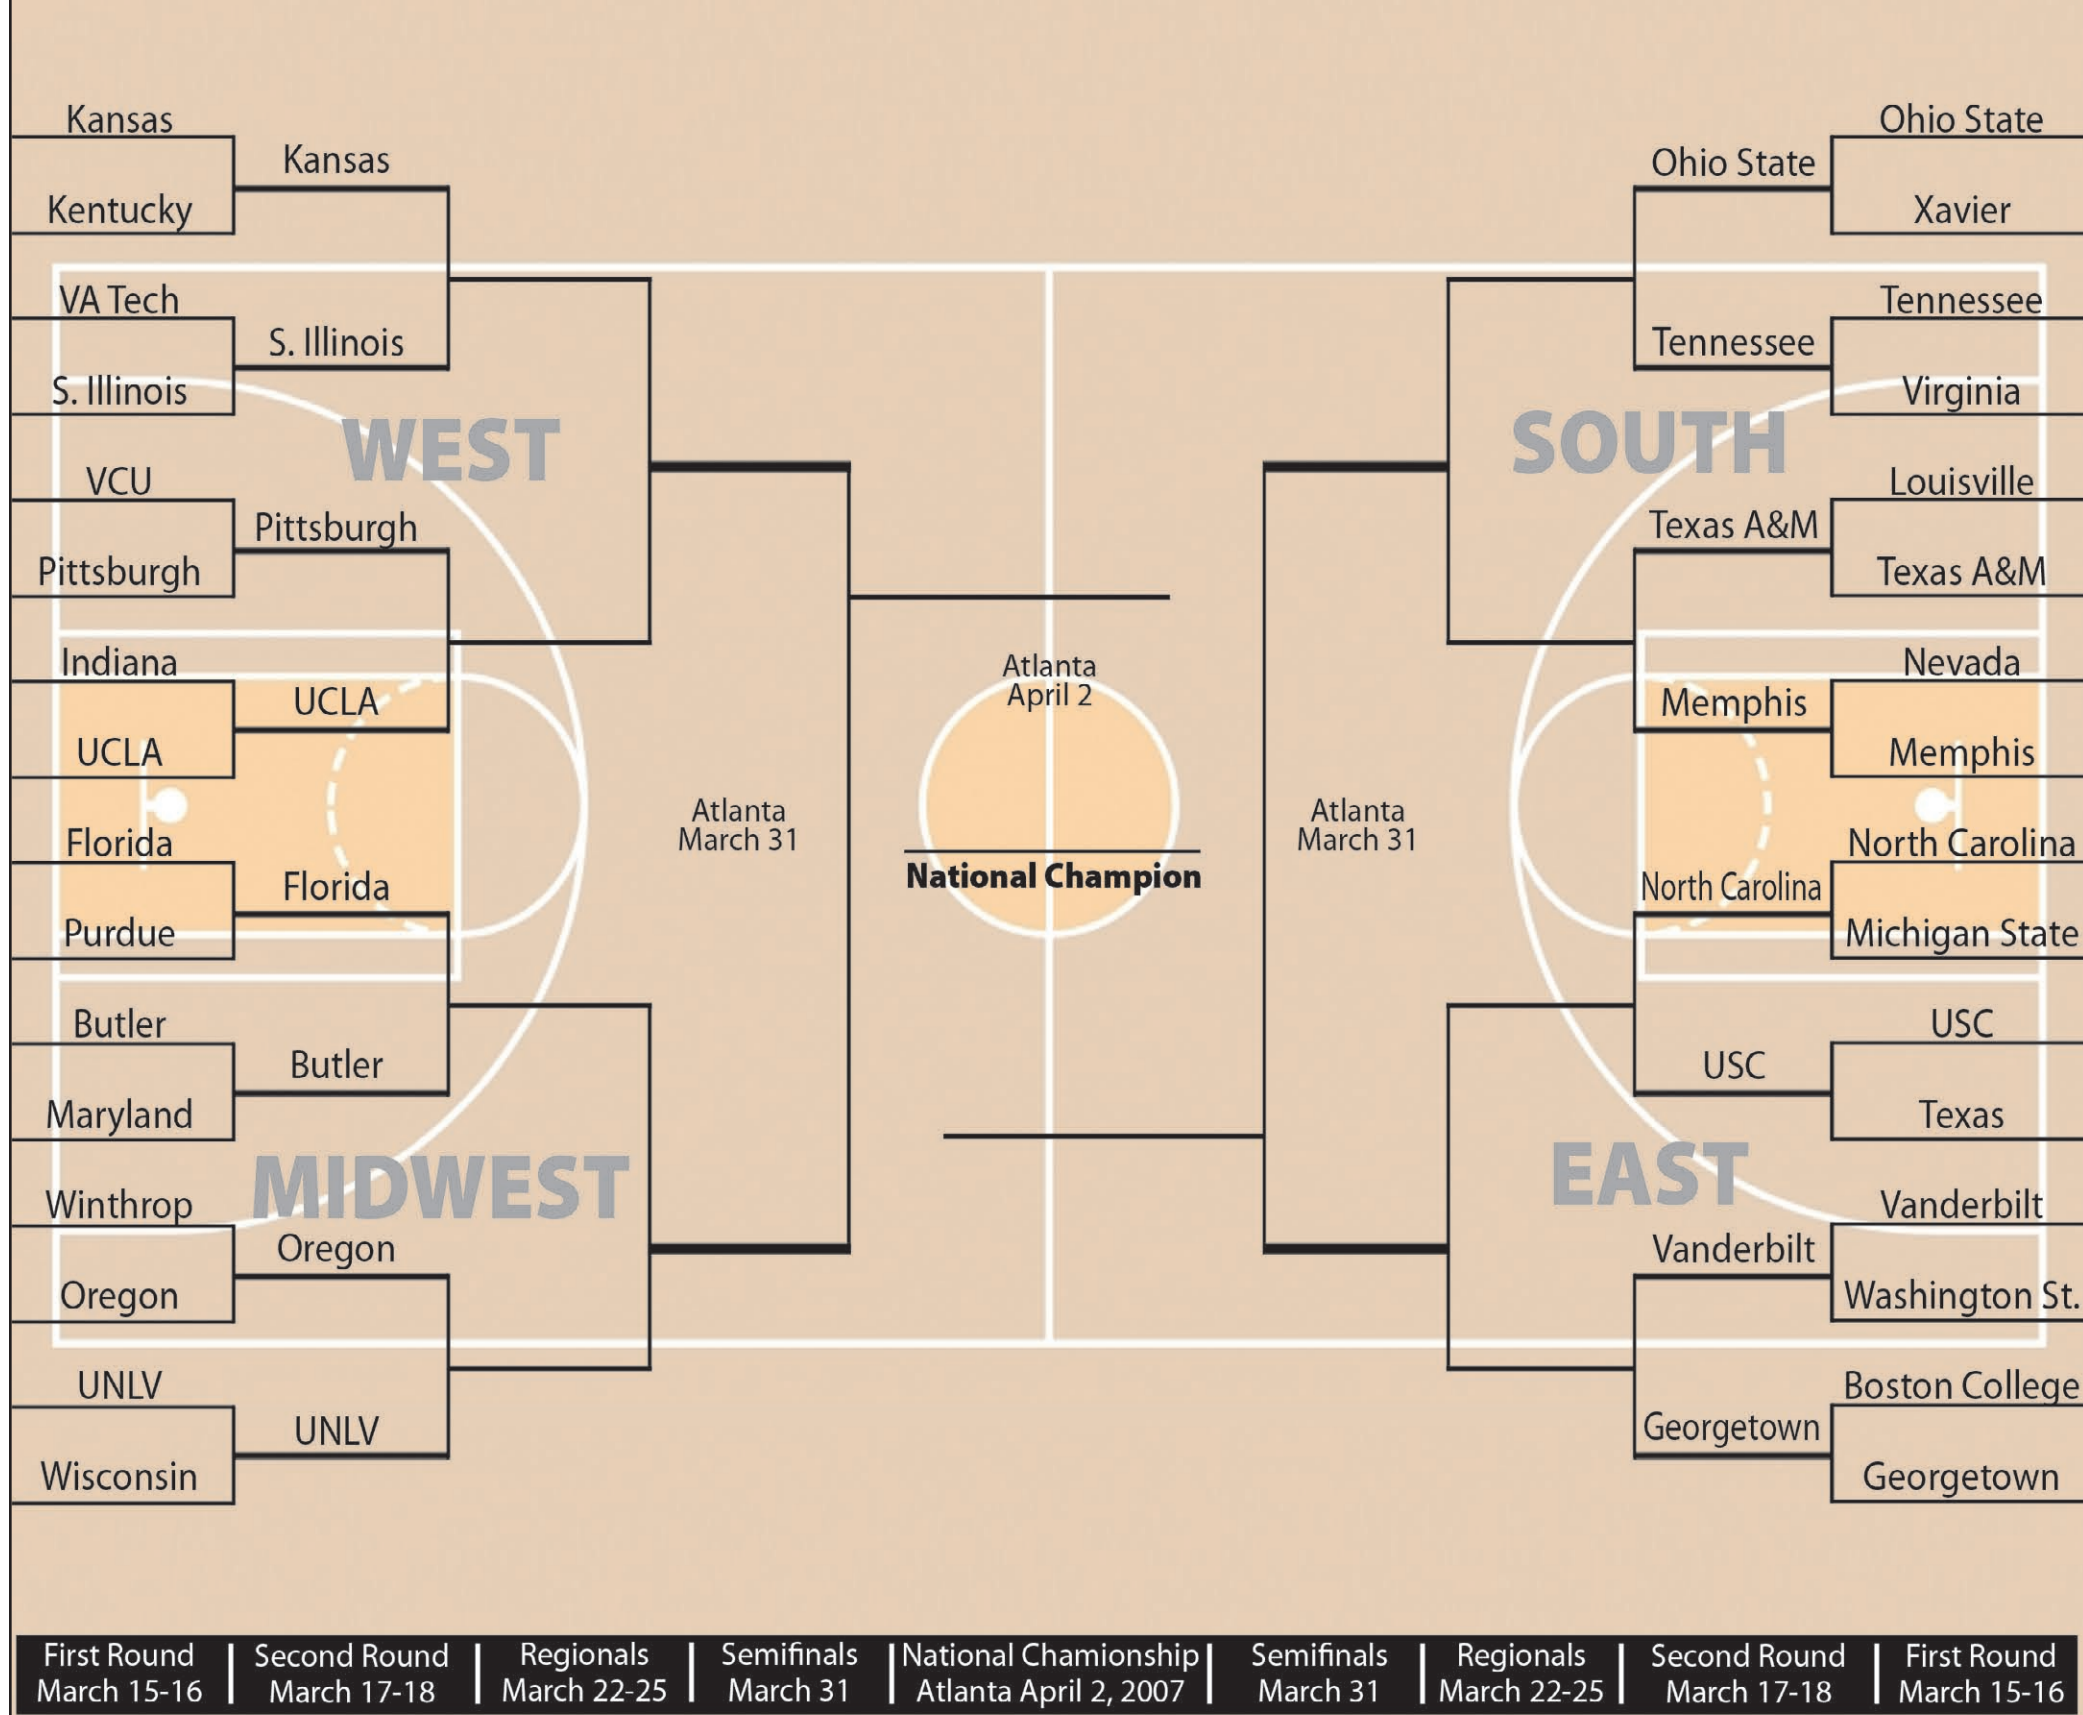 Kansas
Kentucky
VA Tech
S. Illinois
VCU
Pittsburgh
Indiana
UCLA
Florida
Purdue
Butler
Maryland
Winthrop
Oregon
UNLV
Wisconsin
Kansas
S. Illinois
Pittsburgh
UCLA
Florida
Butler
Oregon
UNLV
WEST
MIDWEST
Atlanta
March 31
Atlanta
April 2
National Champion
Atlanta
March 31
SOUTH
EAST
Ohio State
Tennessee
Texas A&M
Memphis
North Carolina
USC
Vanderbilt
Georgetown
Ohio State
Xavier
Tennessee
Virginia
Louisville
Texas A&M
Nevada
Memphis
North Carolina
Michigan State
USC
Texas
Vanderbilt
Washington St.
Boston College
Georgetown
First Round
March 15-16
Second Round
March 17-18
Regionals
March 22-25
Semifinals
March 31
National Chamionship
Atlanta April 2, 2007
Semifinals
March 31
Regionals
March 22-25
Second Round
March 17-18
First Round
March 15-16